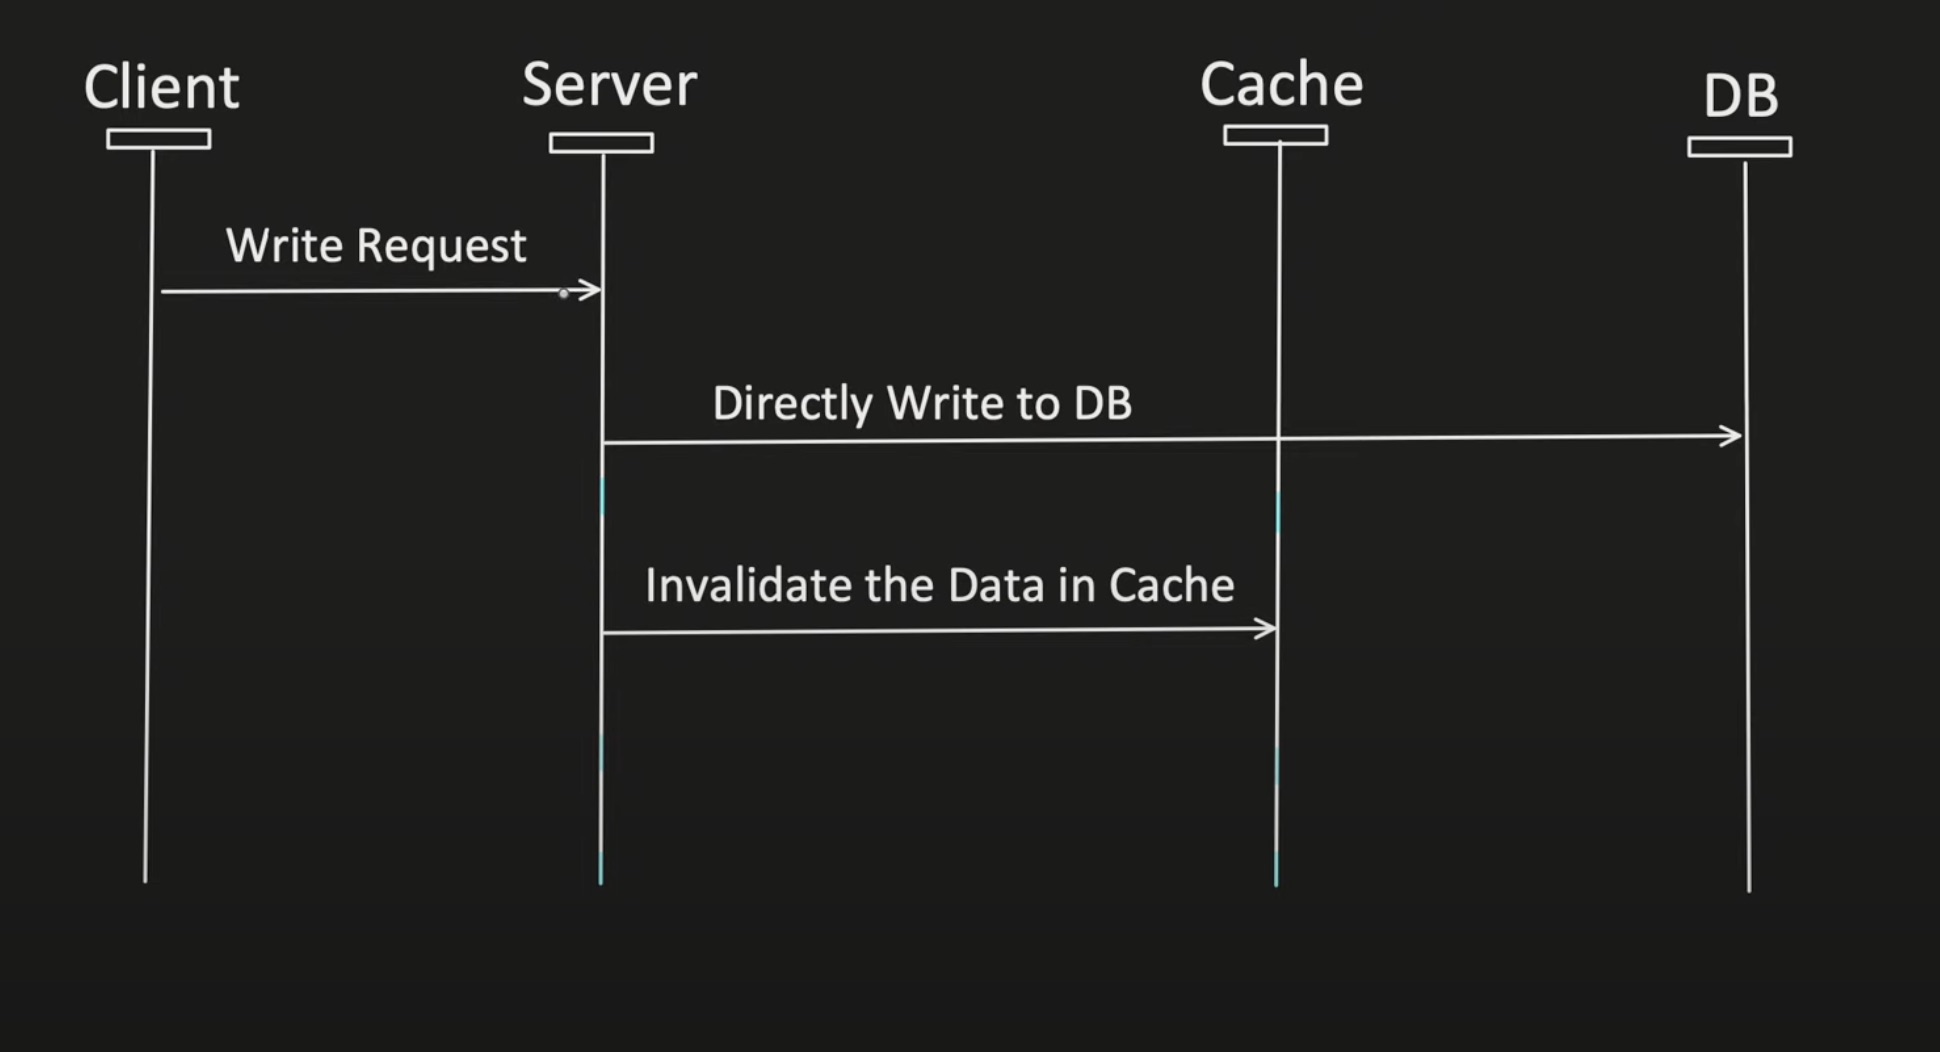 Client
Server
Cache
DB
Write Request
Directly Write to DB
Invalidate the Data in Cache